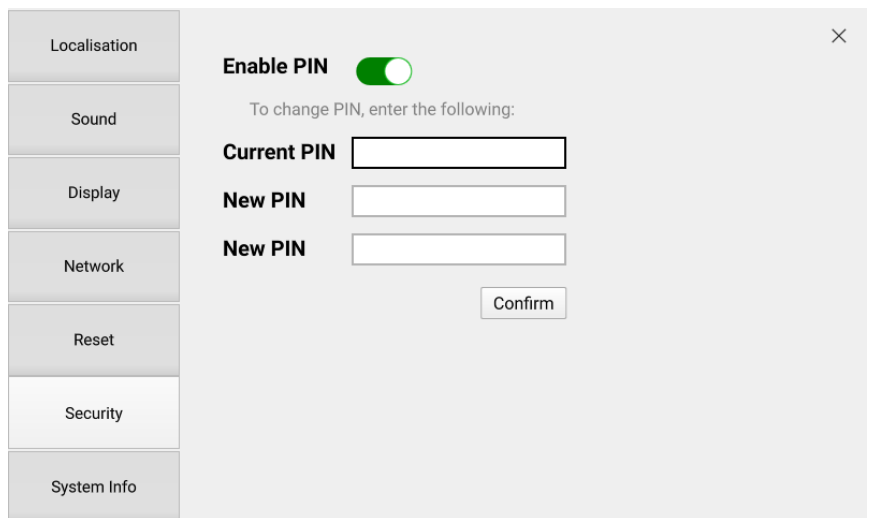 Localisation
Sound
Display
Network
Reset
Security
System Info
Enable PIN
To change PIN, enter the following:
Current PIN
New PIN
New PIN
Confirm